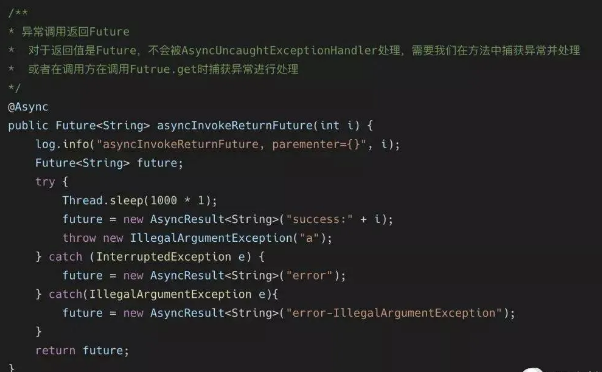 /**
* 异常调用返回Future
* 对于返回值是Future，不会被AsyncUncaughtExceptionHandler处理，需要我们在方法中捕获异常并处理
* 或者在调用方在调用Futrue.get时捕获异常进行处理
*/
@Async
public Future<String> asyncInvokeReturnFuture(int i) {
log.info("asyncInvokeReturnFuture, parementer={}", i);
Future<String> future;
try {
Thread.sleep(1000 * 1);
future = new AsyncResult<String>("success:" + i);
throw new IllegalArgumentException("a");
} catch (InterruptedException e) {
future = new AsyncResult<String>("error");
} catch(IllegalArgumentException e){
future = new AsyncResult<String>("error-IllegalArgumentException");
}
return future;
}